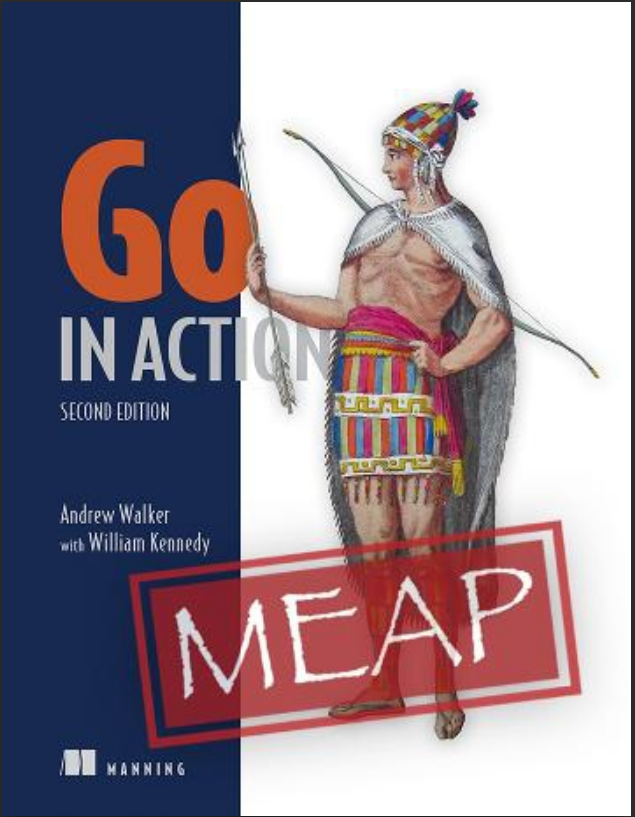 Go
IN ACTION
SECOND EDITION
Andrew Walker
with William Kennedy
MEAP
MANNING